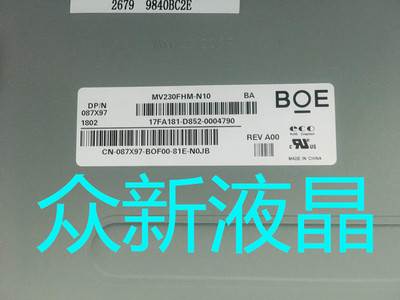 2679 9840BC2E
MV230FHM-N10 BA
DP/N
087X97
1802
17FA181-D852-0004790
CN-087X97-BOF00-81E-N0JB
REV A00
BOE
eco
MADE IN CHINA
众新液晶